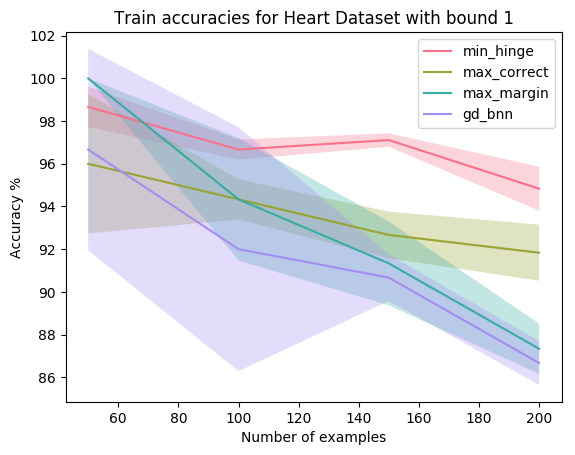 Train accuracies for Heart Dataset with bound 1
102
100
98
96
94
92
90
88
86
Accuracy %
min_hinge
max_correct
max_margin
gd_bnn
60 80 100 120 140 160 180 200
Number of examples